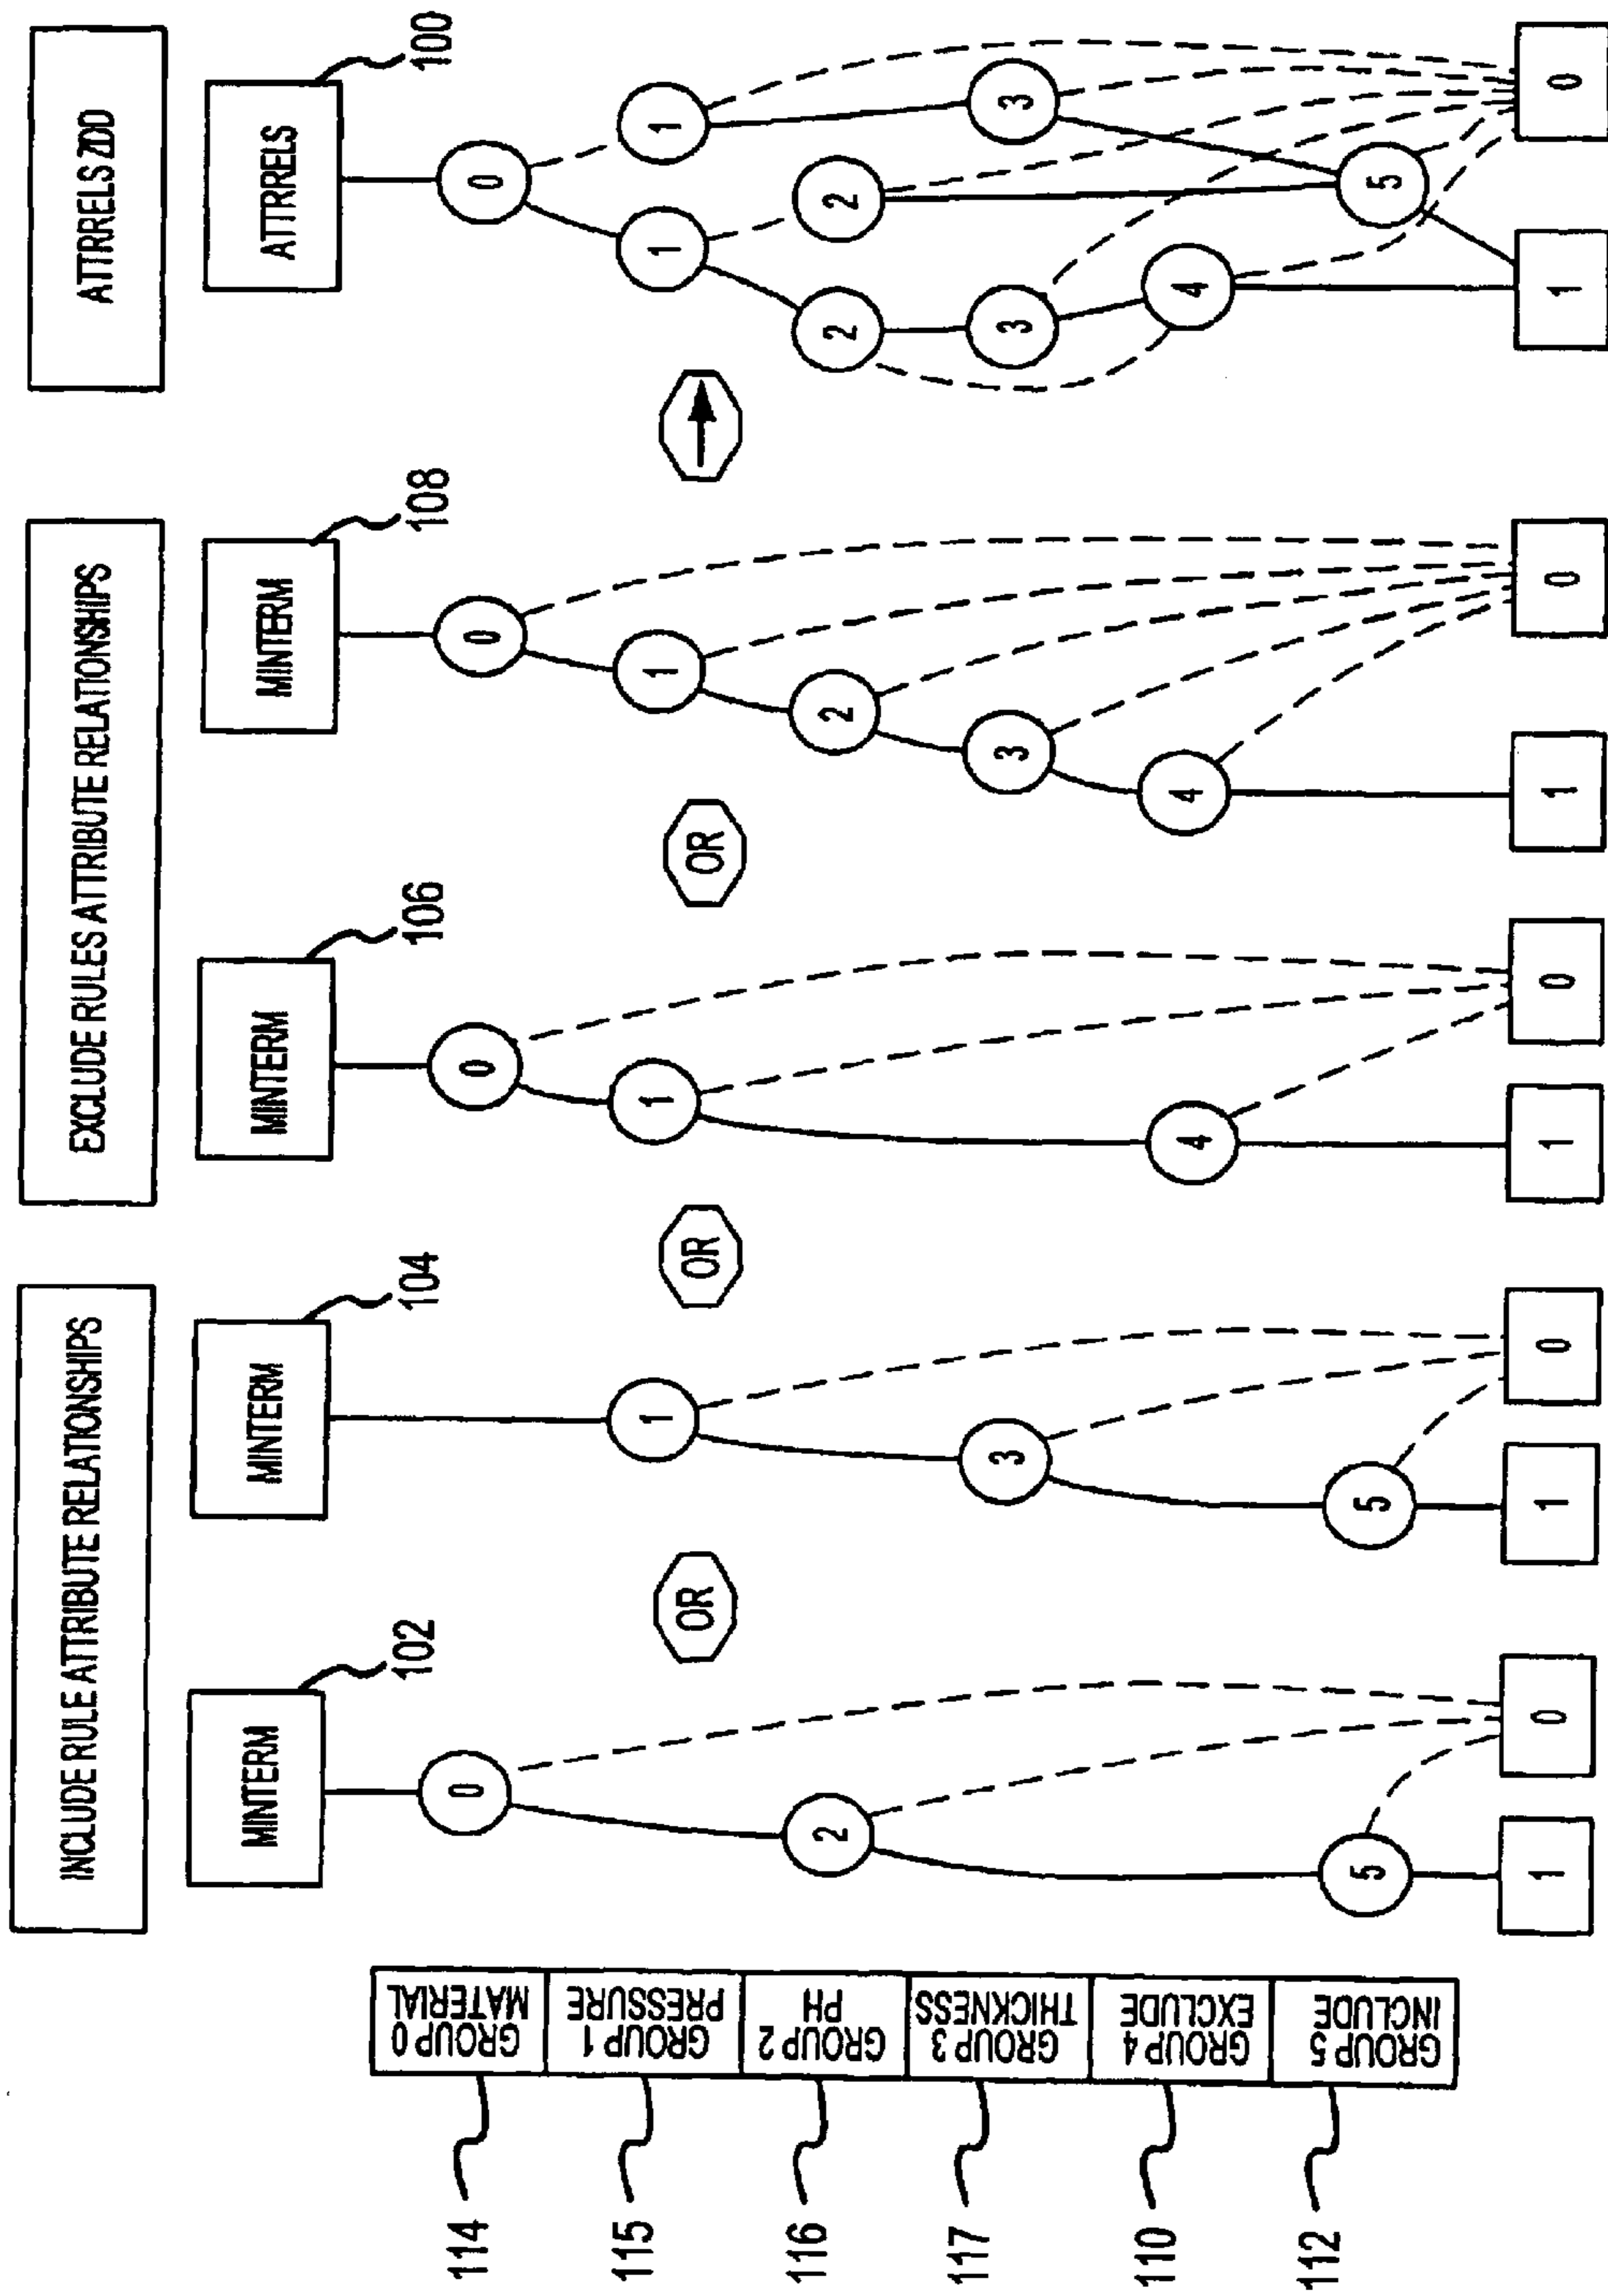 INCLUDE RULE ATTRIBUTE RELATIONSHIPS
EXCLUDE RULES ATTRIBUTE RELATIONSHIPS
ATTRRELS ZDD
MINTERM
102
MINTERM
104
MINTERM
106
MINTERM
108
ATTRRELS
100
114
GROUP 0
MATERIAL
115
GROUP 1
PRESSURE
116
GROUP 2
PH
117
GROUP 3
THICKNESS
110
GROUP 4
EXCLUDE
112
GROUP 5
INCLUDE
0
2
5
1
0
OR
1
3
5
1
0
OR
0
1
4
1
0
OR
0
1
2
3
4
1
0
0
1
1
2
2
3
3
4
5
1
0